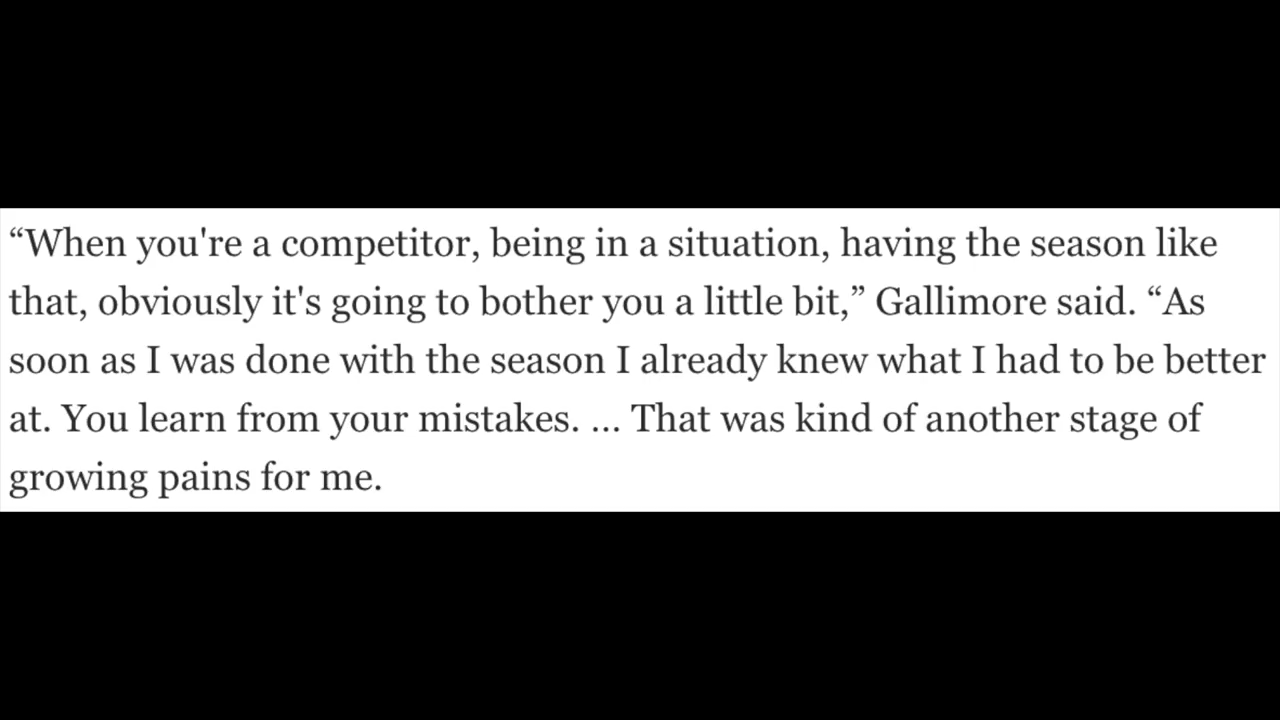 “When you're a competitor, being in a situation, having the season like
that, obviously it's going to bother you a little bit,” Gallimore said. “As
soon as I was done with the season I already knew what I had to be better
at. You learn from your mistakes. ... That was kind of another stage of
growing pains for me.